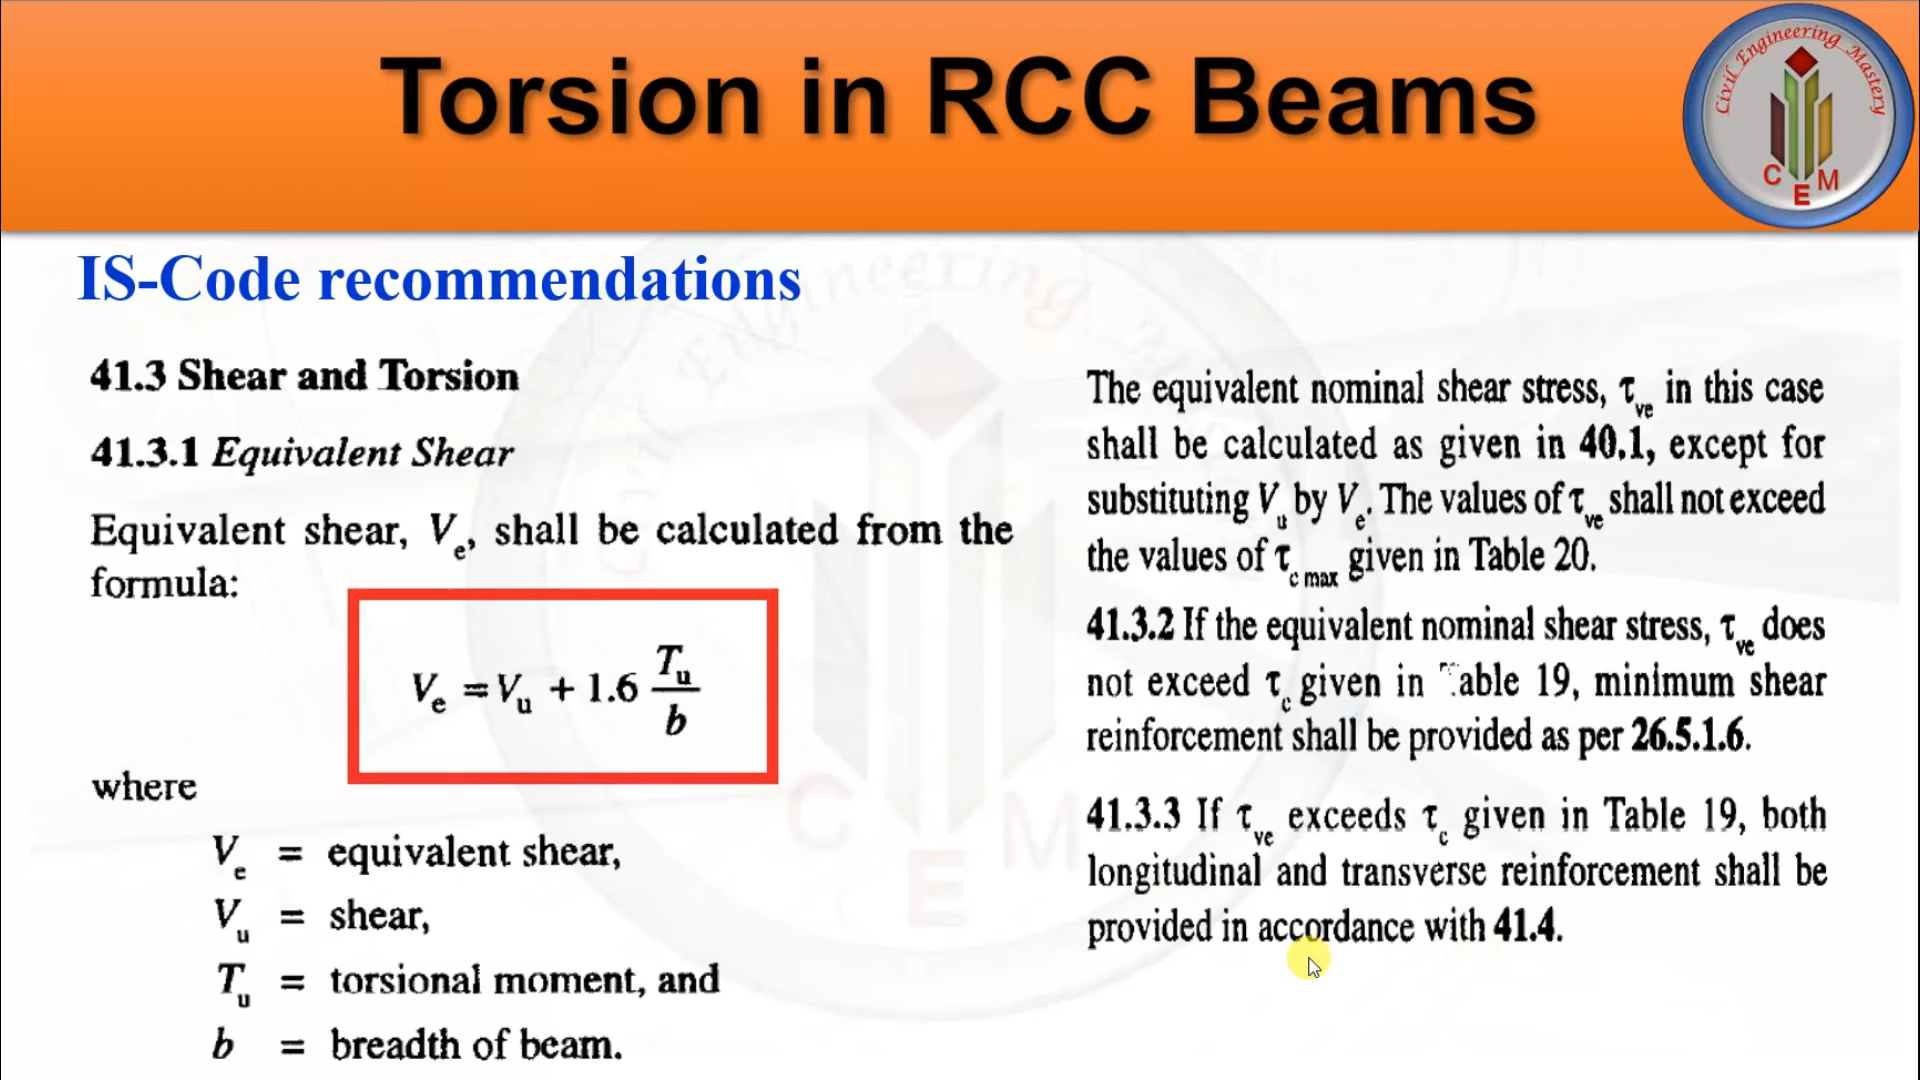 Torsion in RCC Beams
Civil Engineering Mastery
C E M
IS-Code recommendations
41.3 Shear and Torsion
41.3.1 Equivalent Shear
Equivalent shear, Ve, shall be calculated from the
formula:
Ve = Vu + 1.6 Tu/b
where
Ve = equivalent shear,
Vu = shear,
Tu = torsional moment, and
b = breadth of beam.
The equivalent nominal shear stress, τve in this case
shall be calculated as given in 40.1, except for
substituting Vu by Ve. The values of τve shall not exceed
the values of τc max given in Table 20.
41.3.2 If the equivalent nominal shear stress, τve does
not exceed τc given in Table 19, minimum shear
reinforcement shall be provided as per 26.5.1.6.
41.3.3 If τve exceeds τc given in Table 19, both
longitudinal and transverse reinforcement shall be
provided in accordance with 41.4.
Civil Engineering Mastery
C E M